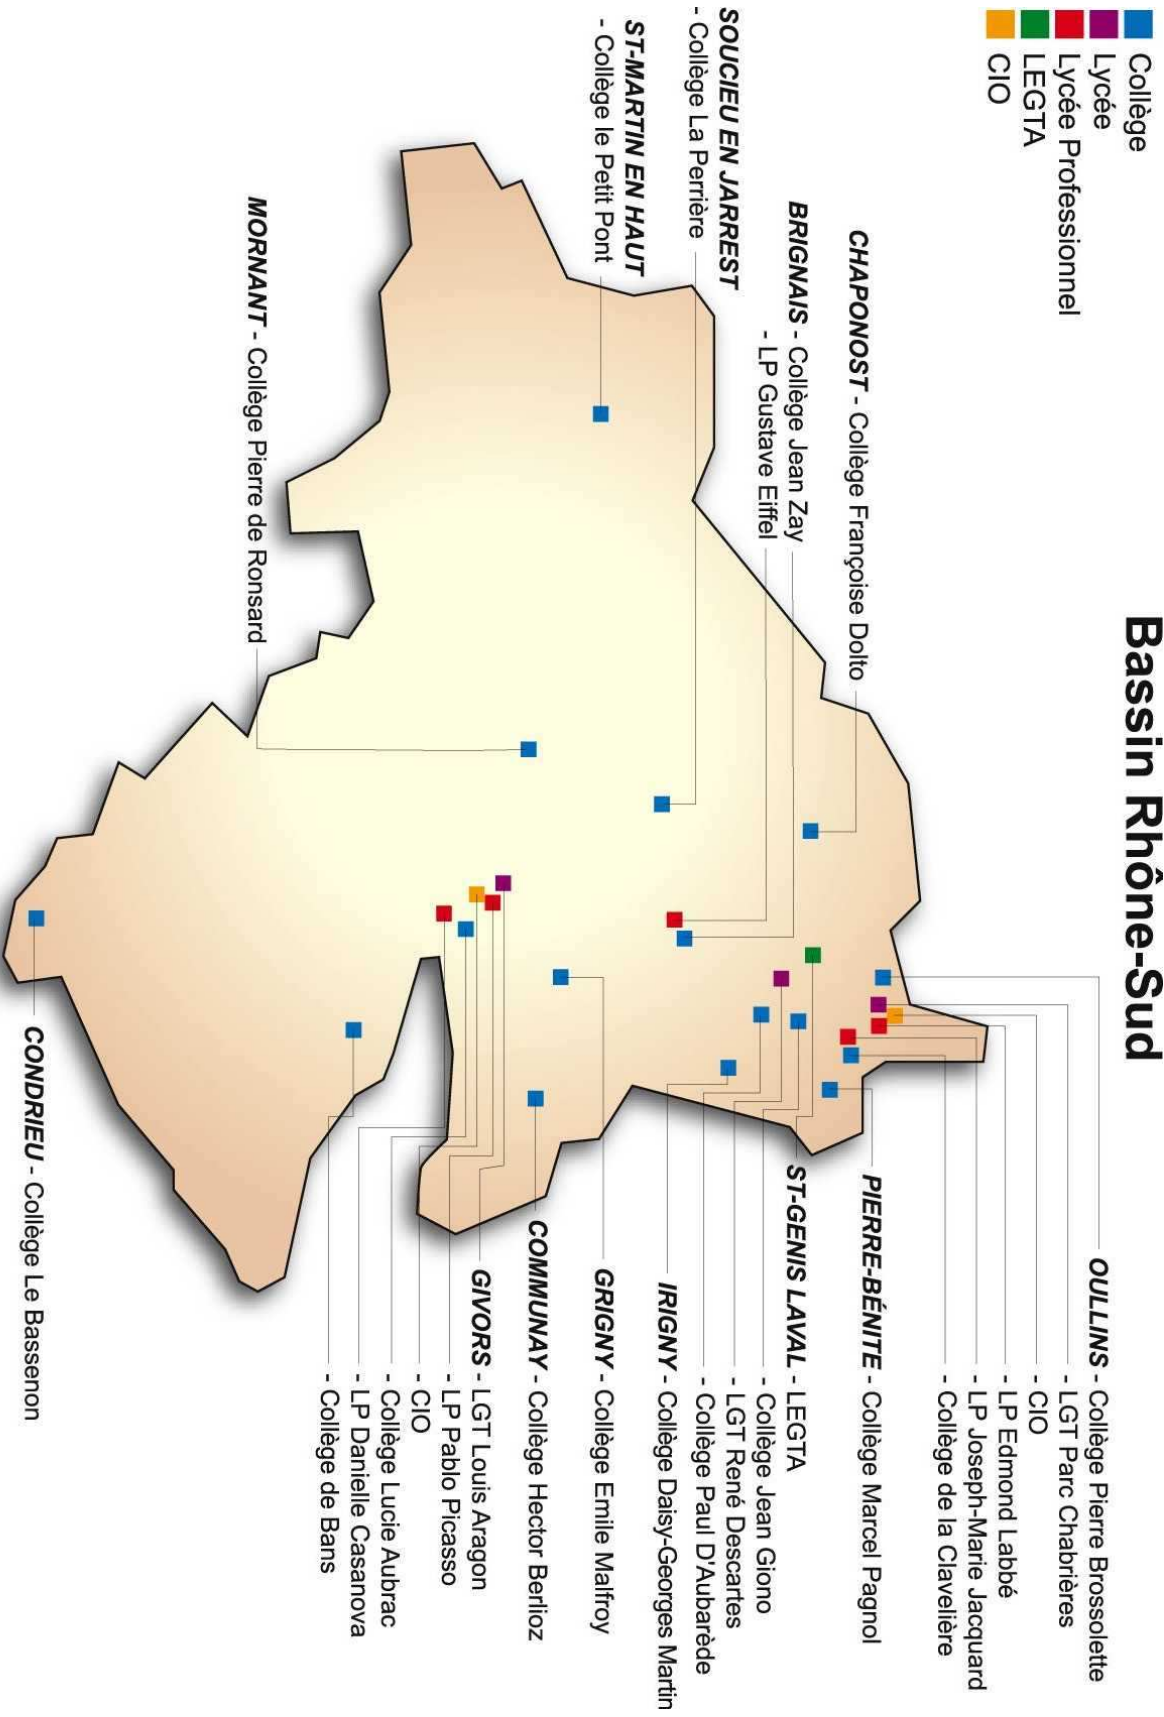 Bassin Rhône-Sud
Collège
Lycée
Lycée Professionnel
LEGTA
CIO
CHAPONOST - Collège Françoise Dolto
BRIGNAIS - Collège Jean Zay
- LP Gustave Eiffel
SOUCIEU EN JARREST
- Collège La Perrière
ST-MARTIN EN HAUT
- Collège le Petit Pont
MORNANT - Collège Pierre de Ronsard
OULLINS - Collège Pierre Brossolette
- LGT Parc Chabrières
- CIO
- LP Edmond Labbé
- LP Joseph-Marie Jacquard
- Collège de la Clavelière
PIERRE-BÉNITE - Collège Marcel Pagnol
ST-GENIS LAVAL - LEGTA
- Collège Jean Giono
- LGT René Descartes
- Collège Paul D'Aubarède
IRIGNY - Collège Daisy-Georges Martin
GRIGNY - Collège Emile Malfroy
COMMUNAY - Collège Hector Berlioz
GIVORS - LGT Louis Aragon
- LP Pablo Picasso
- CIO
- Collège Lucie Aubrac
- LP Danielle Casanova
- Collège de Bans
CONDRIEU - Collège Le Bassenon